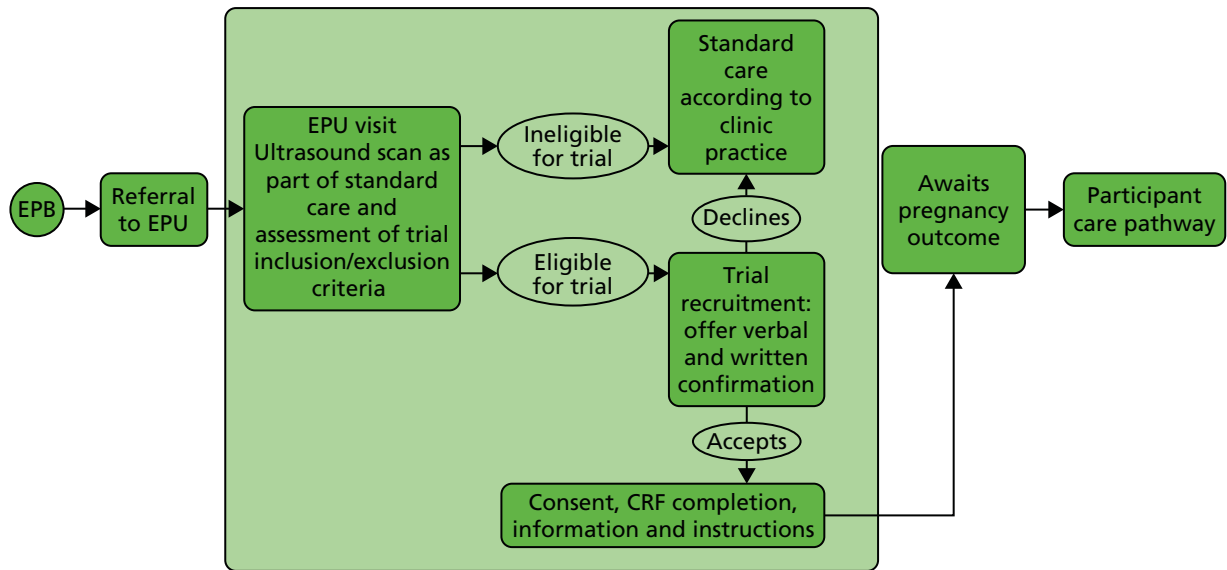 EPB
Referral
to EPU
EPU visit
Ultrasound scan as
part of standard
care and
assessment of trial
inclusion/exclusion
criteria
Ineligible
for trial
Eligible
for trial
Standard
care
according to
clinic
practice
Declines
Trial
recruitment:
offer verbal
and written
confirmation
Accepts
Consent, CRF completion,
information and instructions
Awaits
pregnancy
outcome
Participant
care pathway